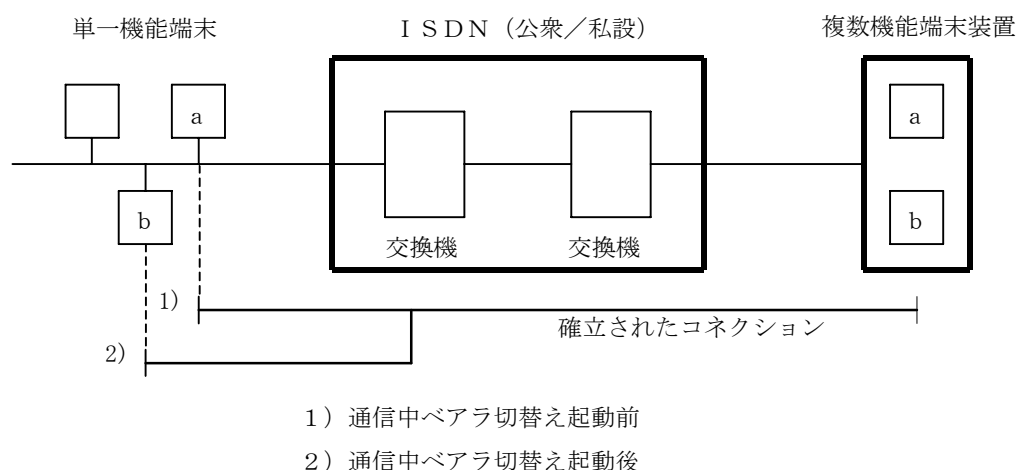 単一機能端末
ISDN(公衆/私設)
複数機能端末装置
a
a
b
b
交換機
交換機
1)
確立されたコネクション
2)
1)通信中ベアラ切替え起動前
2)通信中ベアラ切替え起動後